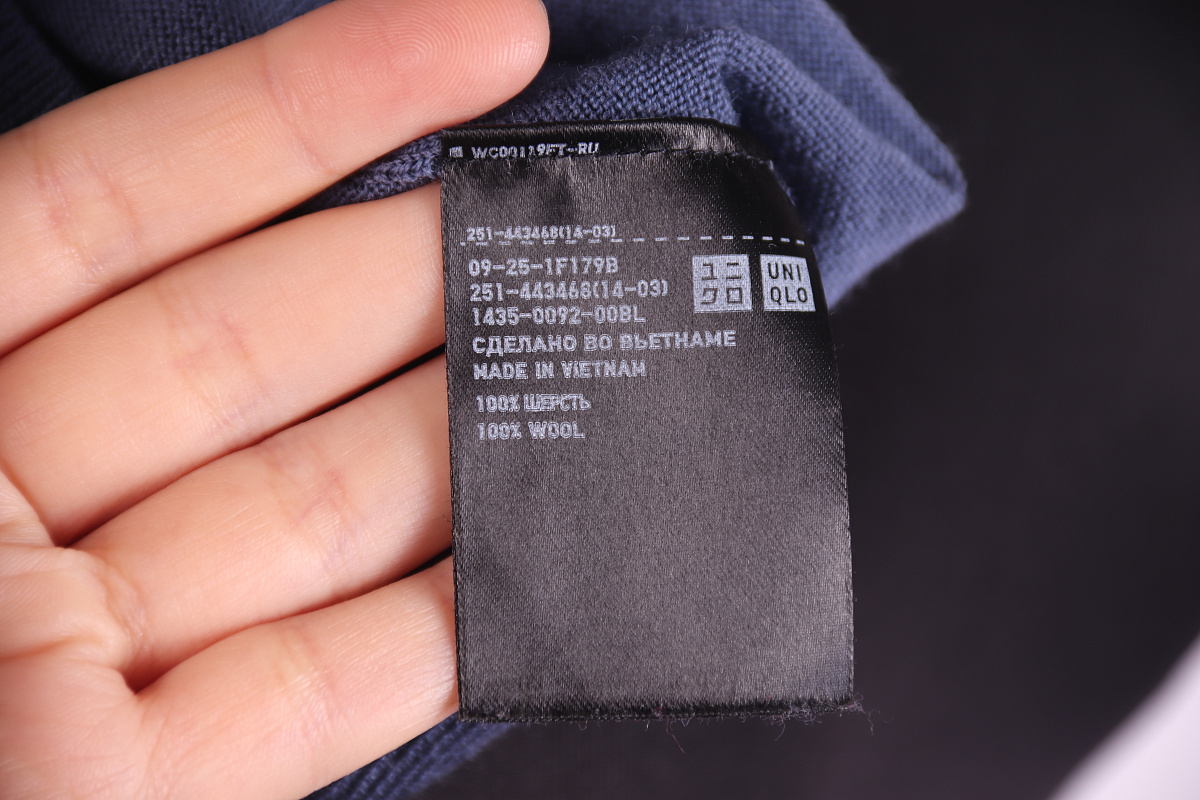 WC00119FT-RU
251-443468(14-03)
09-25-1F179B
251-443468(14-03)
1435-0092-00BL
ユニ
クロ
UNI
QLO
СДЕЛАНО ВО ВЬЕТНАМЕ
MADE IN VIETNAM
100% ШЕРСТЬ
100% WOOL